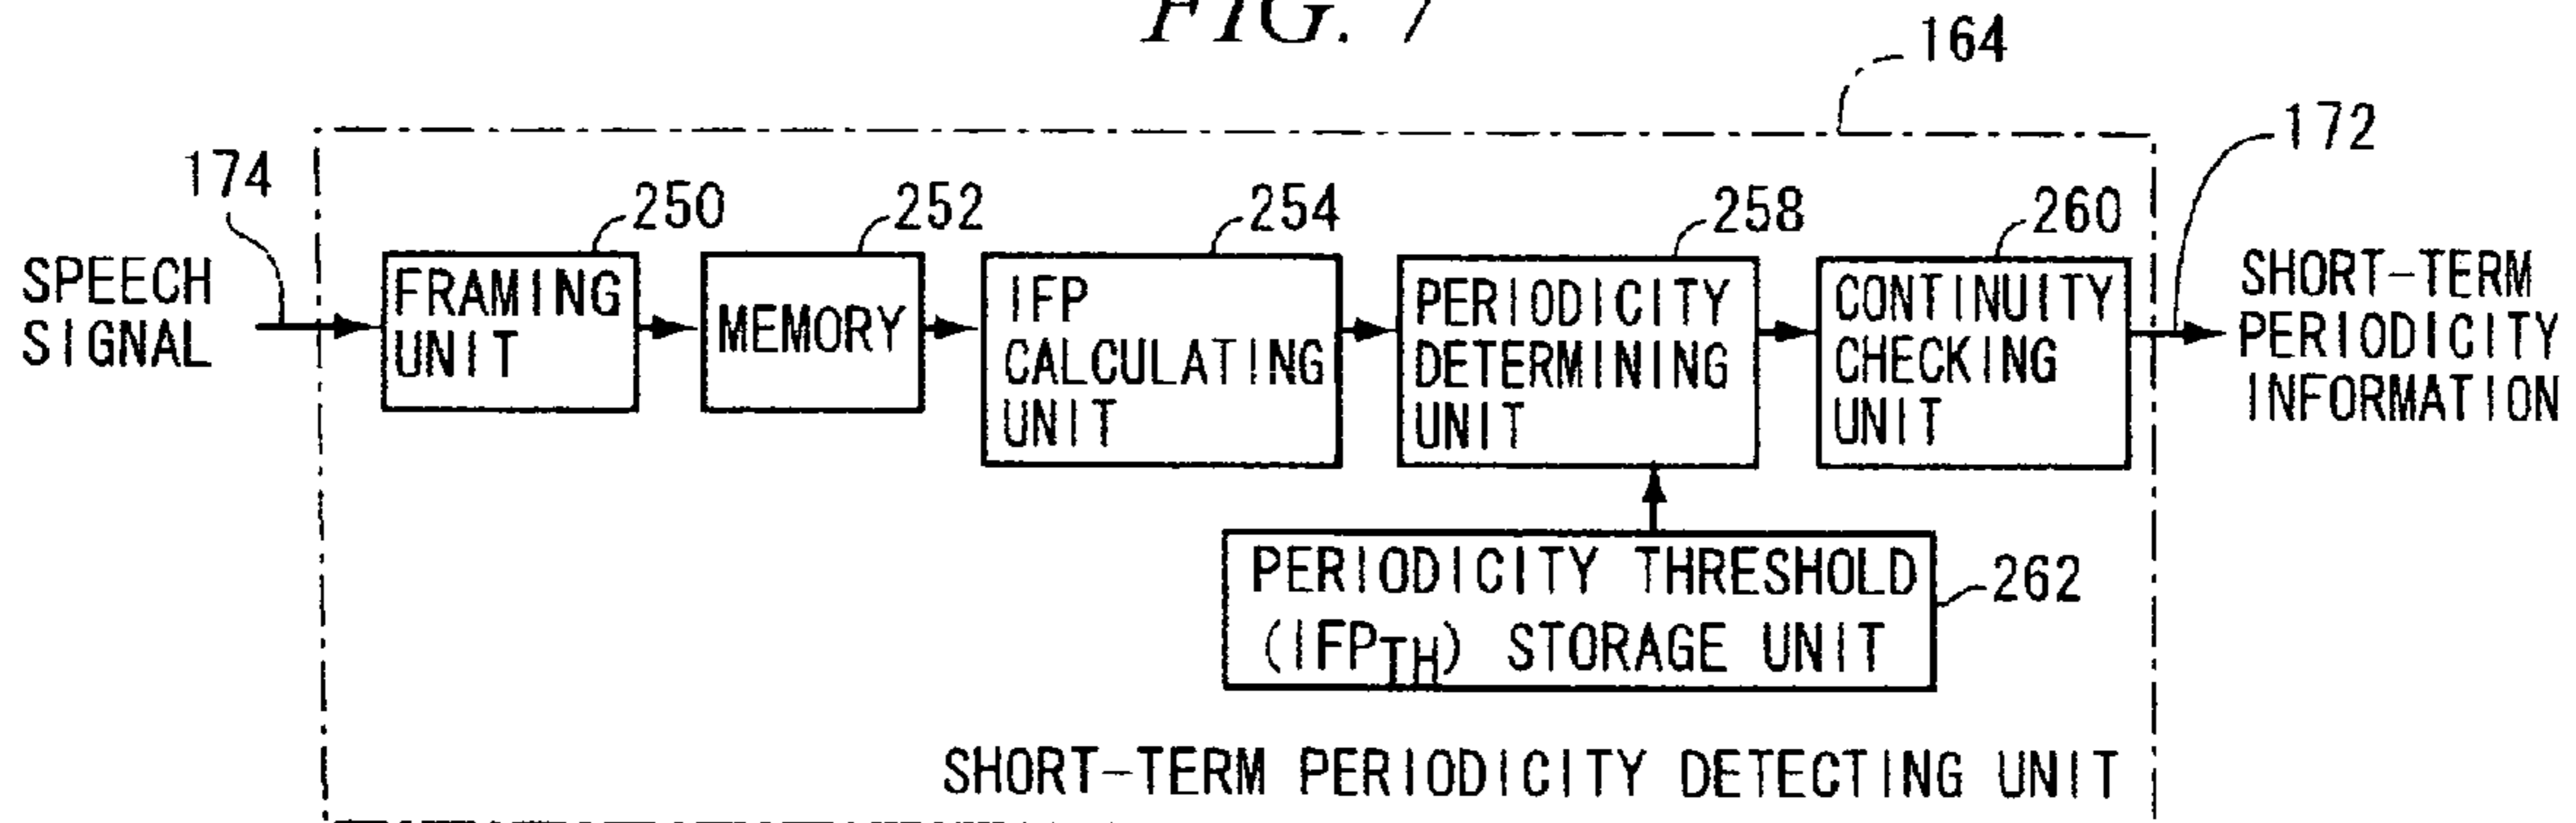 FIG. 7
164
172
174
250
252
254
258
260
SPEECH
SIGNAL
FRAMING
UNIT
MEMORY
IFP
CALCULATING
UNIT
PERIODICITY
DETERMINING
UNIT
CONTINUITY
CHECKING
UNIT
SHORT-TERM
PERIODICITY
INFORMATION
PERIODICITY THRESHOLD
(IFPTH) STORAGE UNIT
262
SHORT-TERM PERIODICITY DETECTING UNIT